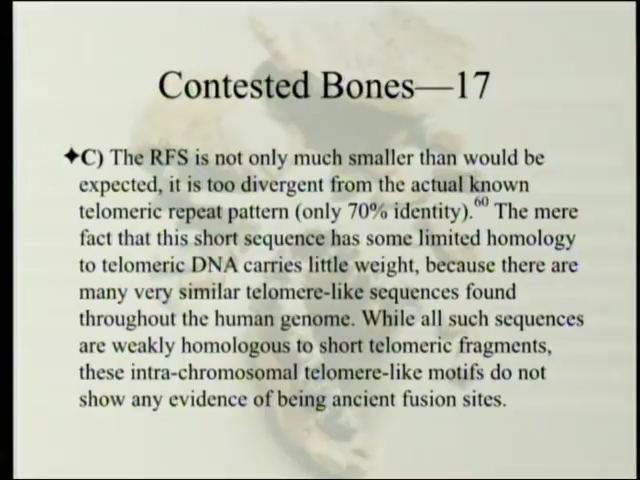 Contested Bones—17
✦C) The RFS is not only much smaller than would be
expected, it is too divergent from the actual known
telomeric repeat pattern (only 70% identity).60 The mere
fact that this short sequence has some limited homology
to telomeric DNA carries little weight, because there are
many very similar telomere-like sequences found
throughout the human genome. While all such sequences
are weakly homologous to short telomeric fragments,
these intra-chromosomal telomere-like motifs do not
show any evidence of being ancient fusion sites.